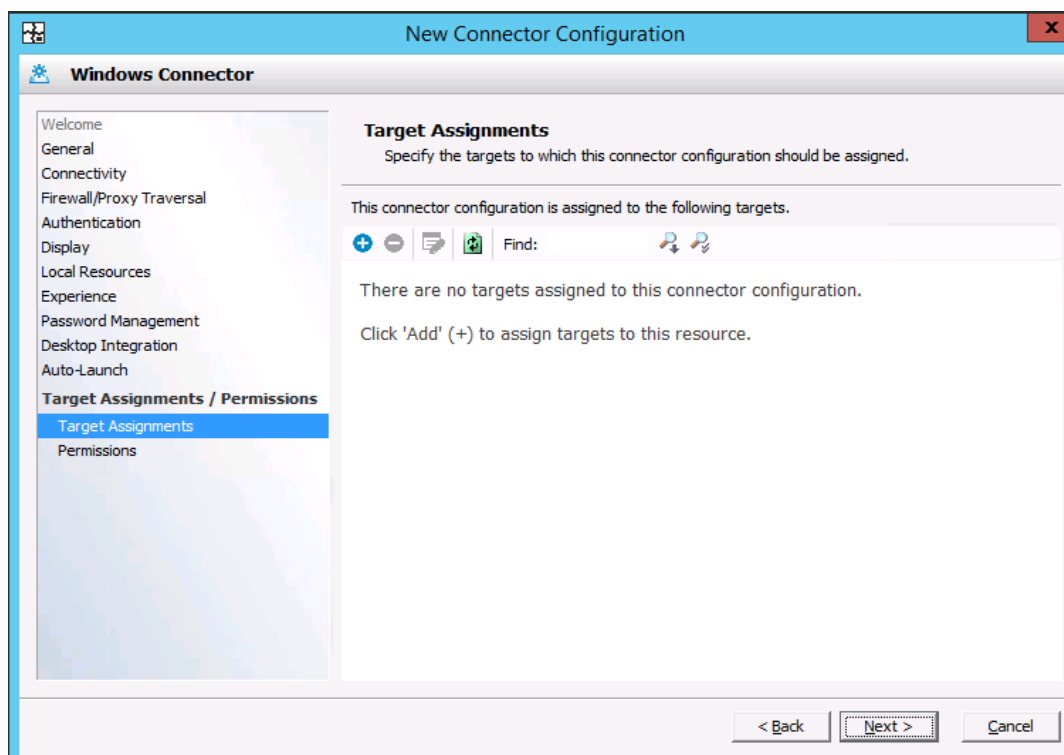 New Connector Configuration
x
Windows Connector
Welcome
General
Connectivity
Firewall/Proxy Traversal
Authentication
Display
Local Resources
Experience
Password Management
Desktop Integration
Auto-Launch
Target Assignments / Permissions
Target Assignments
Permissions
Target Assignments
Specify the targets to which this connector configuration should be assigned.
This connector configuration is assigned to the following targets.
Find:
There are no targets assigned to this connector configuration.
Click 'Add' (+) to assign targets to this resource.
< Back
Next >
Cancel